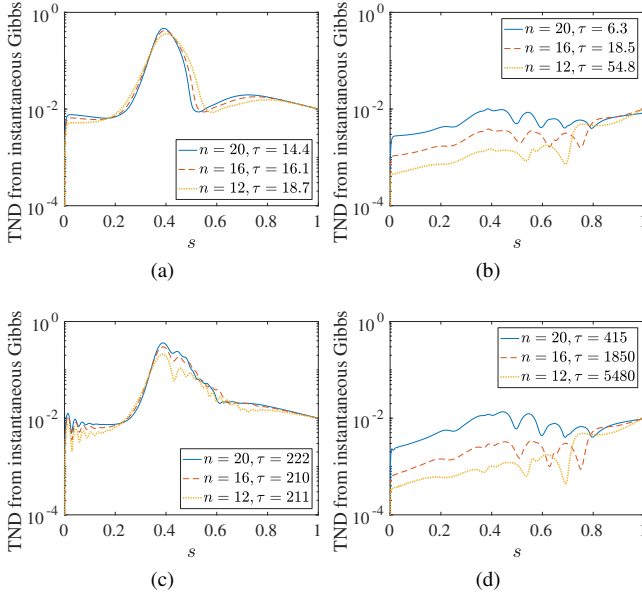 TND from instantaneous Gibbs
10^0
10^-2
10^-4
n = 20, τ = 14.4
n = 16, τ = 16.1
n = 12, τ = 18.7
0 0.2 0.4 0.6 0.8 1
s
(a)
TND from instantaneous Gibbs
10^0
10^-2
10^-4
n = 20, τ = 6.3
n = 16, τ = 18.5
n = 12, τ = 54.8
0 0.2 0.4 0.6 0.8 1
s
(b)
TND from instantaneous Gibbs
10^0
10^-2
10^-4
n = 20, τ = 222
n = 16, τ = 210
n = 12, τ = 211
0 0.2 0.4 0.6 0.8 1
s
(c)
TND from instantaneous Gibbs
10^0
10^-2
10^-4
n = 20, τ = 415
n = 16, τ = 1850
n = 12, τ = 5480
0 0.2 0.4 0.6 0.8 1
s
(d)